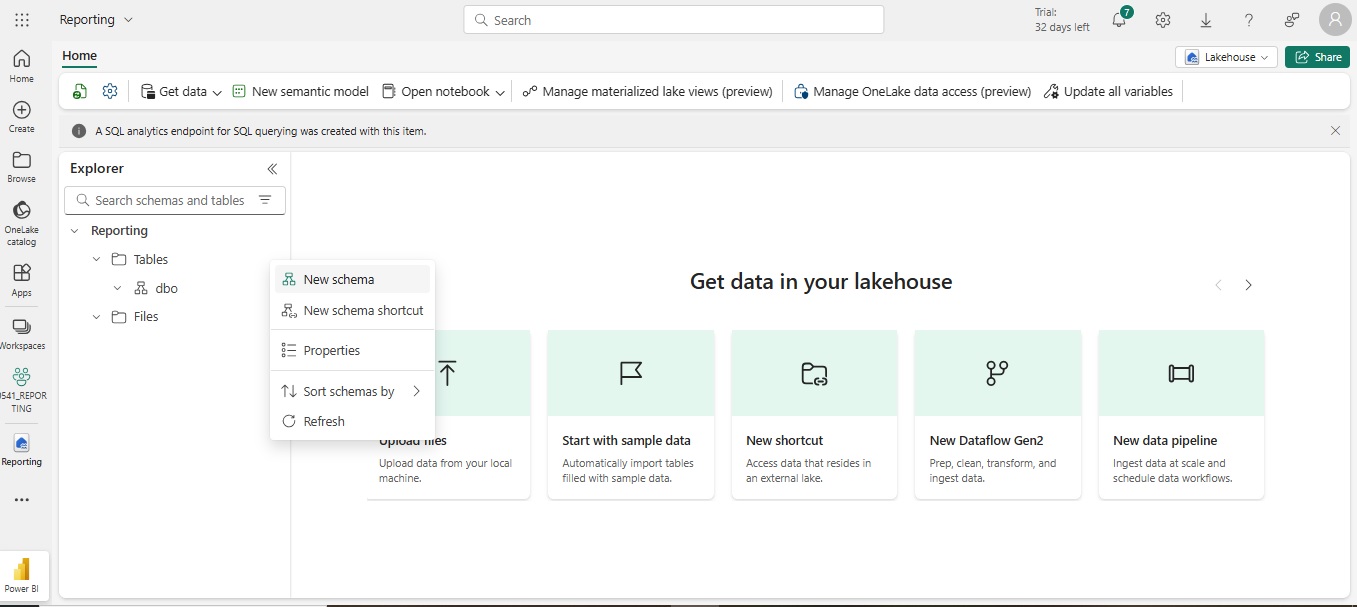 Reporting
Search
Trial:
32 days left
7
Home
Lakehouse
Share
Get data
New semantic model
Open notebook
Manage materialized lake views (preview)
Manage OneLake data access (preview)
Update all variables
A SQL analytics endpoint for SQL querying was created with this item.
Home
Create
Browse
OneLake
catalog
Apps
Workspaces
0541_REPOR
TING
Reporting
Power BI
Explorer
Search schemas and tables
Reporting
Tables
dbo
Files
New schema
New schema shortcut
Properties
Sort schemas by
Refresh
Get data in your lakehouse
Upload files
Upload data from your local
machine.
Start with sample data
Automatically import tables
filled with sample data.
New shortcut
Access data that resides in
an external lake.
New Dataflow Gen2
Prep, clean, transform, and
ingest data.
New data pipeline
Ingest data at scale and
schedule data workflows.